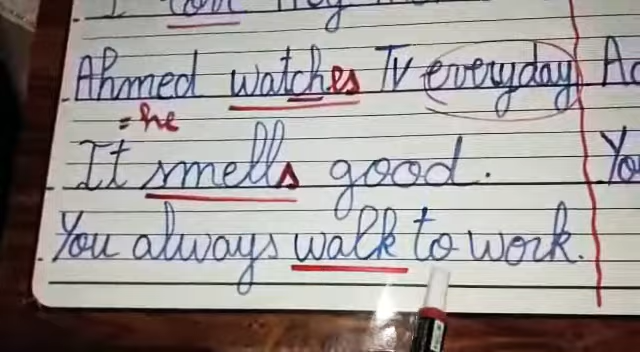 Ahmed watches Tv everyday
= he
It smells good.
You always walk to work.